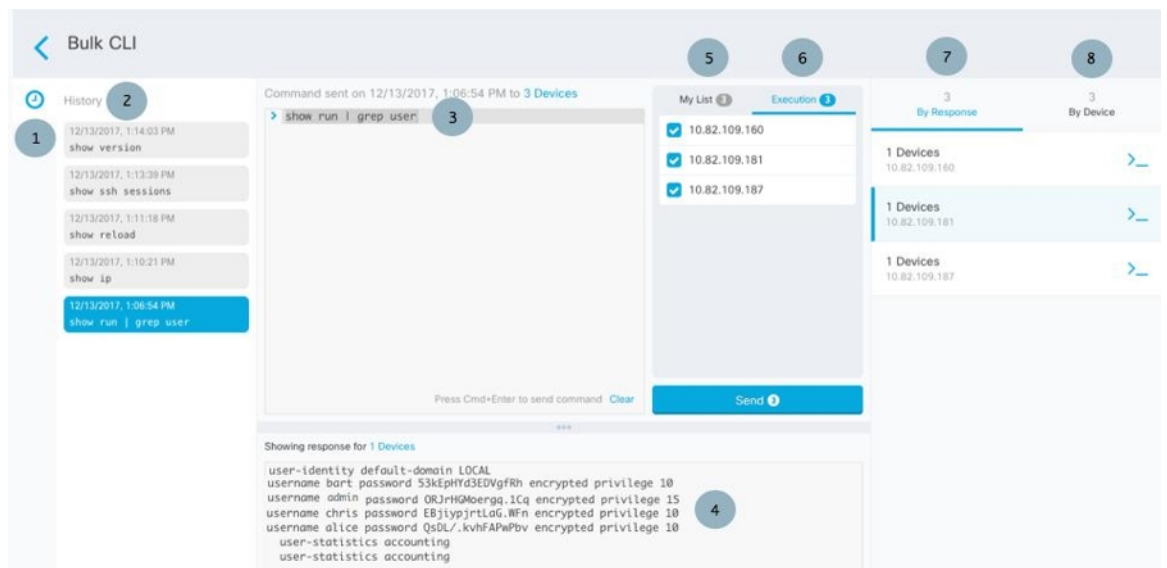 Bulk CLI
5
6
7
8
1
History
2
12/13/2017, 1:14:03 PM
show version
12/13/2017, 1:13:39 PM
show ssh sessions
12/13/2017, 1:11:18 PM
show reload
12/13/2017, 1:10:21 PM
show ip
12/13/2017, 1:06:54 PM
show run | grep user
Command sent on 12/13/2017, 1:06:54 PM to 3 Devices
> show run | grep user
3
Press Cmd+Enter to send command Clear
My List 3
Execution 3
10.82.109.160
10.82.109.181
10.82.109.187
Send 3
3
By Response
3
By Device
1 Devices
10.82.109.160
>_
1 Devices
10.82.109.181
>_
1 Devices
10.82.109.187
>_
Showing response for 1 Devices
user-identity default-domain LOCAL
username bart password 53kEpHYd3EDVgfRh encrypted privilege 10
username admin password ORJrHGMoergq.1Cq encrypted privilege 15
username chris password EBjiypjrtLaG.WFn encrypted privilege 10
username alice password QsDL/.kvhFAPwPbv encrypted privilege 10
user-statistics accounting
user-statistics accounting
4